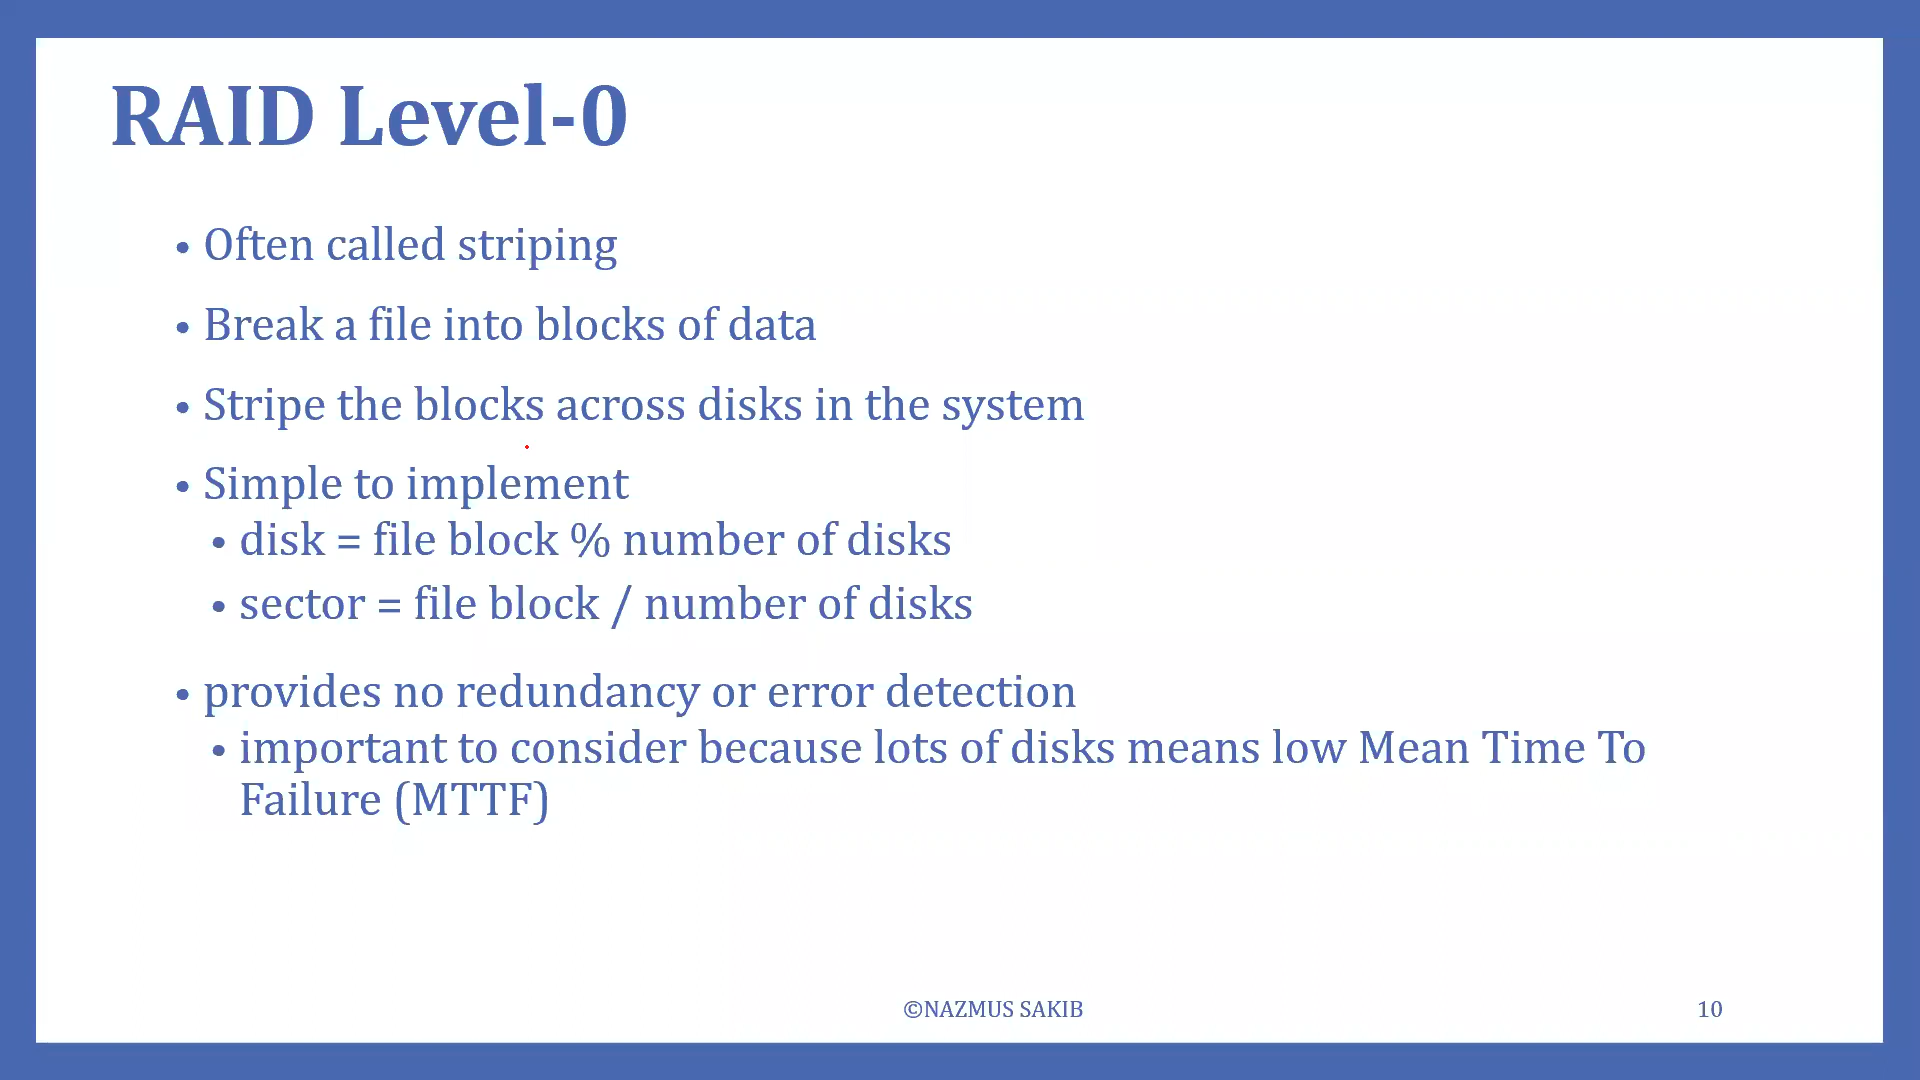 RAID Level-0
• Often called striping
• Break a file into blocks of data
• Stripe the blocks across disks in the system
• Simple to implement
• disk = file block % number of disks
• sector = file block / number of disks
• provides no redundancy or error detection
• important to consider because lots of disks means low Mean Time To
Failure (MTTF)
©NAZMUS SAKIB
10